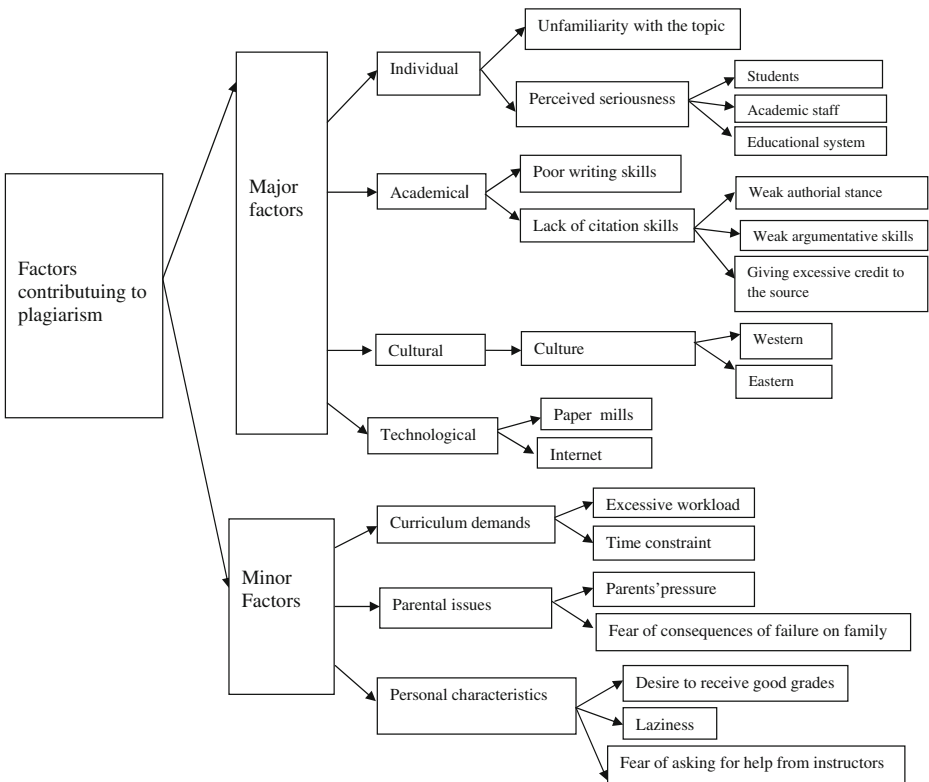 Factors
contributuing to
plagiarism
Major
factors
Individual
Unfamiliarity with the topic
Perceived seriousness
Students
Academic staff
Educational system
Academical
Poor writing skills
Lack of citation skills
Weak authorial stance
Weak argumentative skills
Giving excessive credit to
the source
Cultural
Culture
Western
Eastern
Technological
Paper mills
Internet
Minor
Factors
Curriculum demands
Excessive workload
Time constraint
Parental issues
Parents'pressure
Fear of consequences of failure on family
Personal characteristics
Desire to receive good grades
Laziness
Fear of asking for help from instructors